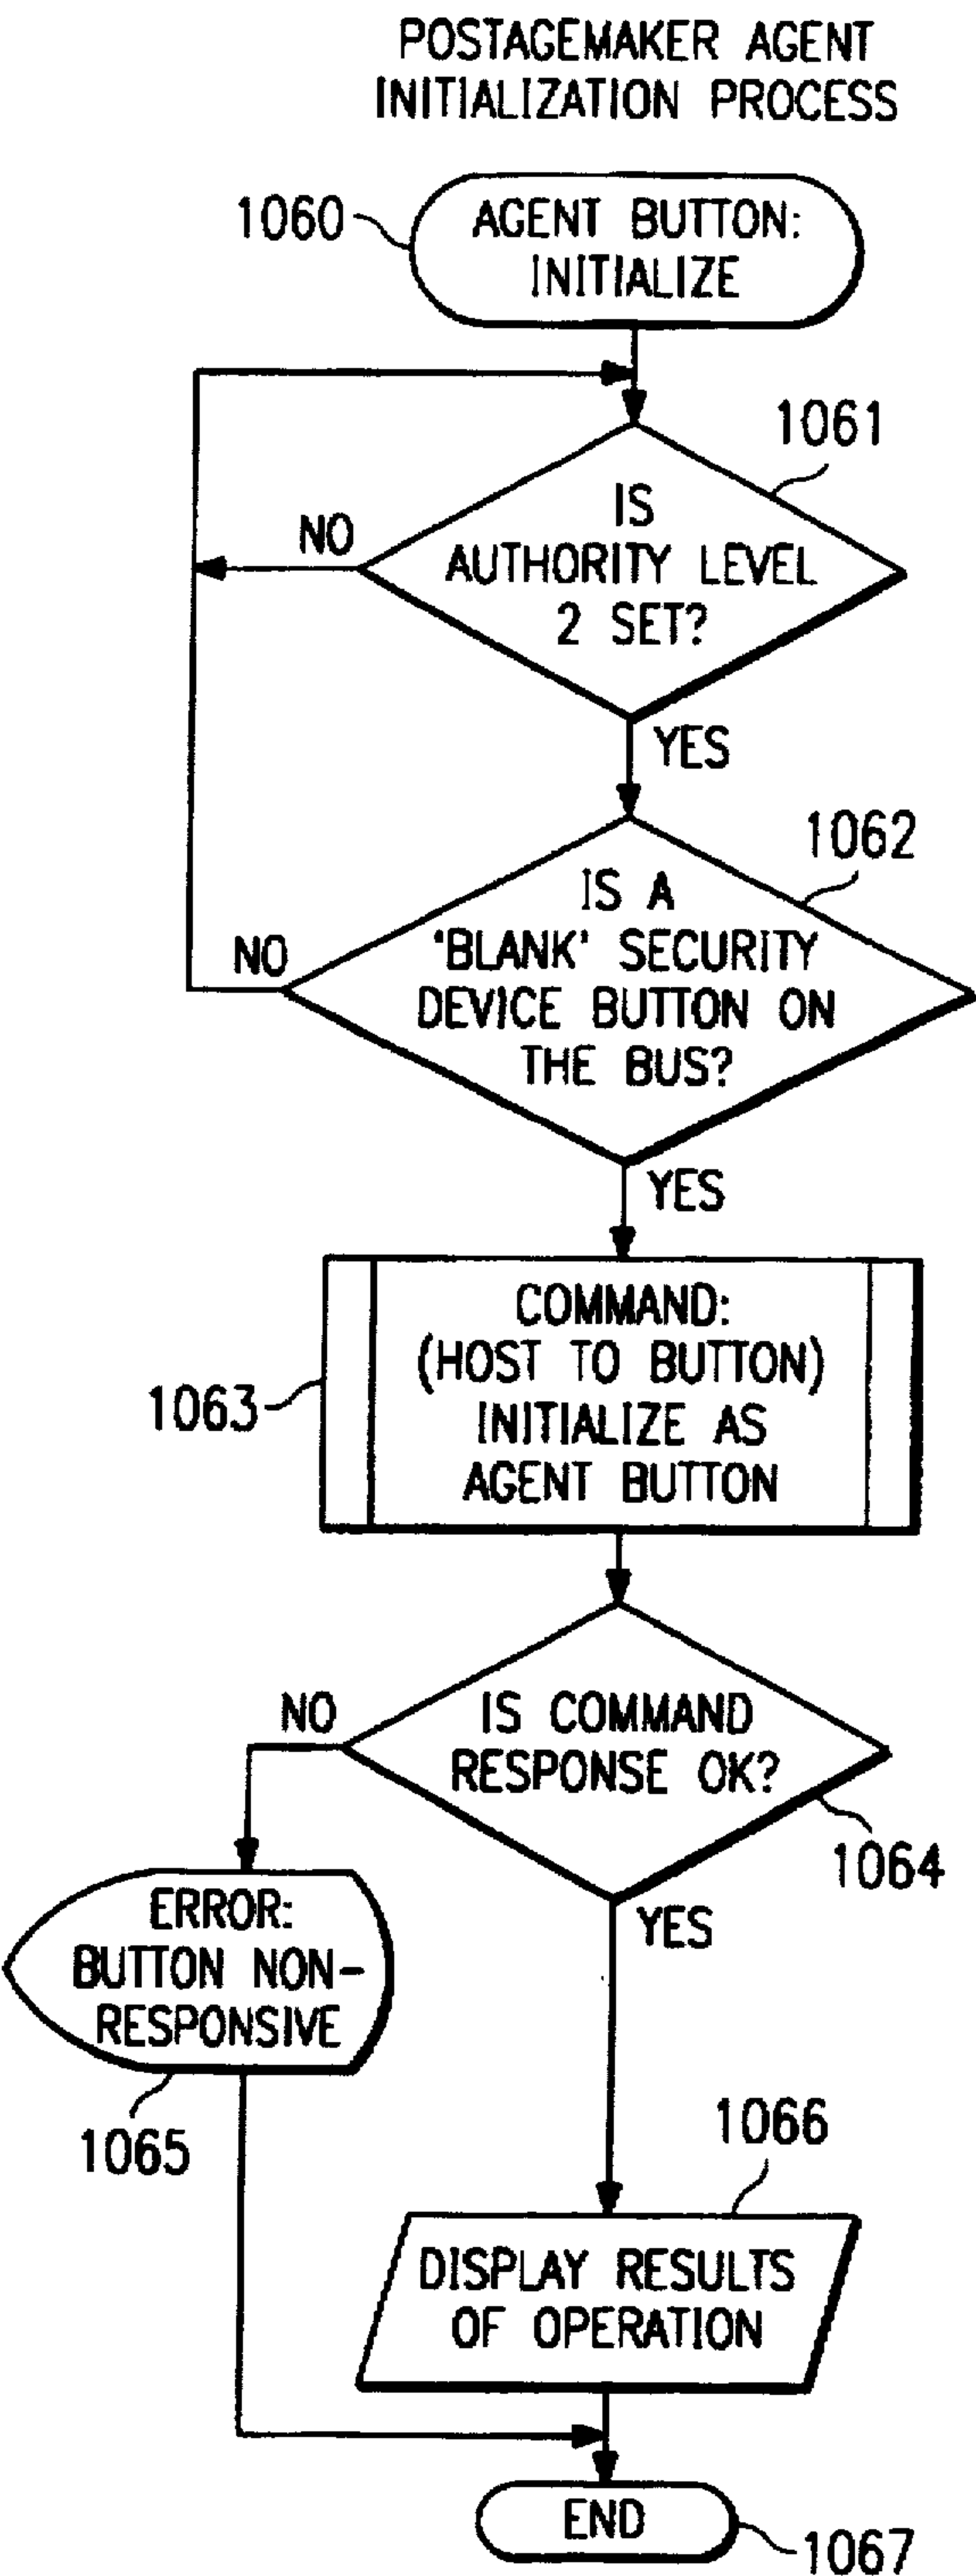 POSTAGEMAKER AGENT
INITIALIZATION PROCESS
1060
AGENT BUTTON:
INITIALIZE
1061
IS
AUTHORITY LEVEL
2 SET?
NO
YES
1062
IS A
'BLANK' SECURITY
DEVICE BUTTON ON
THE BUS?
NO
YES
1063
COMMAND:
(HOST TO BUTTON)
INITIALIZE AS
AGENT BUTTON
IS COMMAND
RESPONSE OK?
NO
1064
YES
ERROR:
BUTTON NON-
RESPONSIVE
1065
1066
DISPLAY RESULTS
OF OPERATION
END
1067